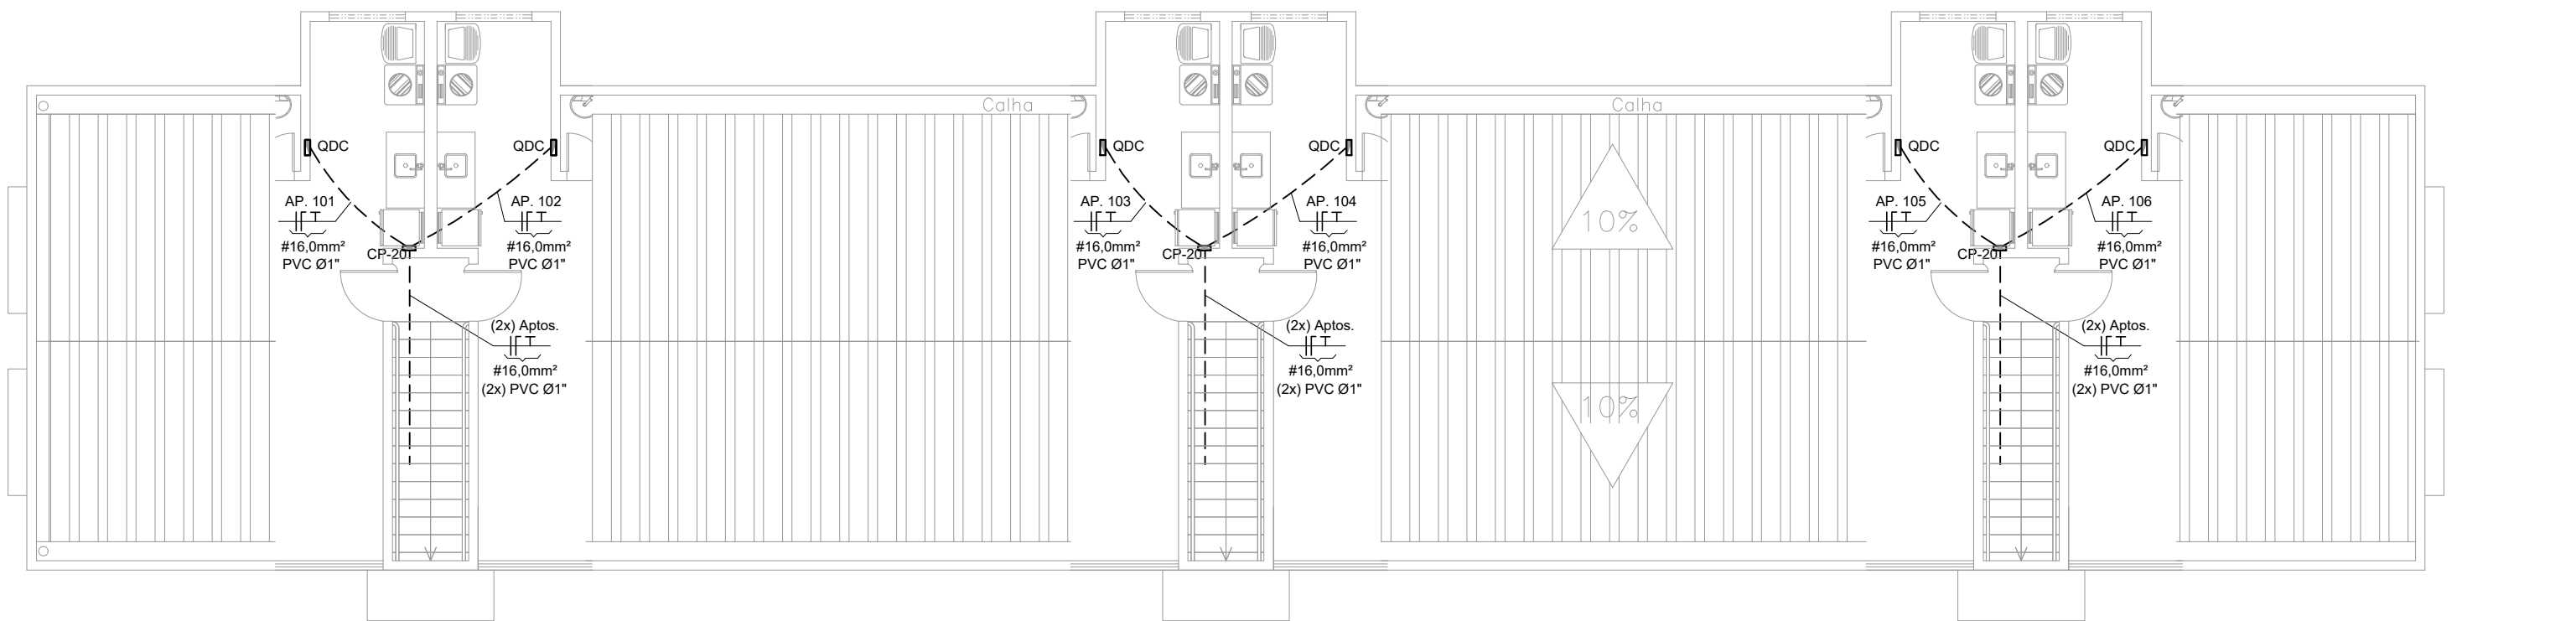 Calha
Calha
QDC
QDC
QDC
QDC
QDC
QDC
AP. 101
#16,0mm²
PVC Ø1"
AP. 102
#16,0mm²
PVC Ø1"
AP. 103
#16,0mm²
PVC Ø1"
AP. 104
#16,0mm²
PVC Ø1"
10%
AP. 105
#16,0mm²
PVC Ø1"
AP. 106
#16,0mm²
PVC Ø1"
CP-201
CP-201
CP-201
(2x) Aptos.
#16,0mm²
(2x) PVC Ø1"
(2x) Aptos.
#16,0mm²
(2x) PVC Ø1"
10%
(2x) Aptos.
#16,0mm²
(2x) PVC Ø1"